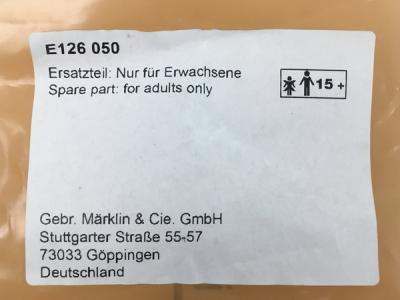 E126 050
Ersatzteil: Nur für Erwachsene
Spare part: for adults only
15 +
Gebr. Märklin & Cie. GmbH
Stuttgarter Straße 55-57
73033 Göppingen
Deutschland